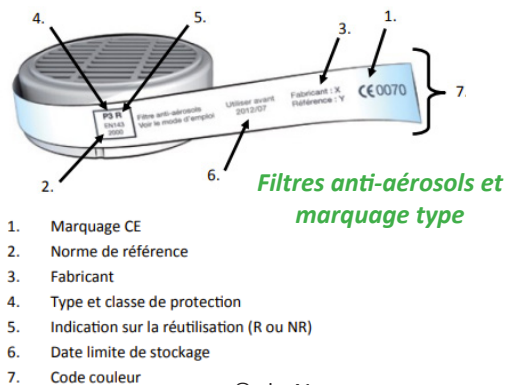 4.
5.
3.
1.
P3 R
EN143
2000
Filtre anti-aérosols
Voir le mode d'emploi
Utiliser avant
2012/07
Fabricant : X
Référence : Y
CE0070
7.
2.
6.
Filtres anti-aérosols et
marquage type
1. Marquage CE
2. Norme de référence
3. Fabricant
4. Type et classe de protection
5. Indication sur la réutilisation (R ou NR)
6. Date limite de stockage
7. Code couleur